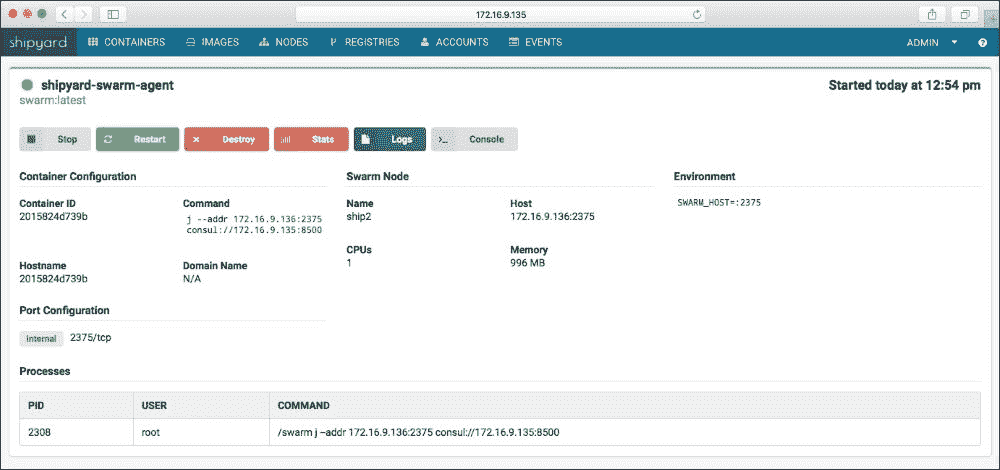 172.16.9.135
shipyard CONTAINERS IMAGES NODES REGISTRIES ACCOUNTS EVENTS ADMIN
shipyard-swarm-agent Started today at 12:54 pm
swarm:latest
Stop Restart Destroy Stats Logs Console
Container Configuration Swarm Node Environment
Container ID Command Name Host SWARM_HOST=:2375
2015824d739b j --addr 172.16.9.136:2375 ship2 172.16.9.136:2375
consul://172.16.9.135:8500
CPUs Memory
1 996 MB
Hostname Domain Name
2015824d739b N/A
Port Configuration
Internal 2375/tcp
Processes
PID USER COMMAND
2308 root /swarm j --addr 172.16.9.136:2375 consul://172.16.9.135:8500